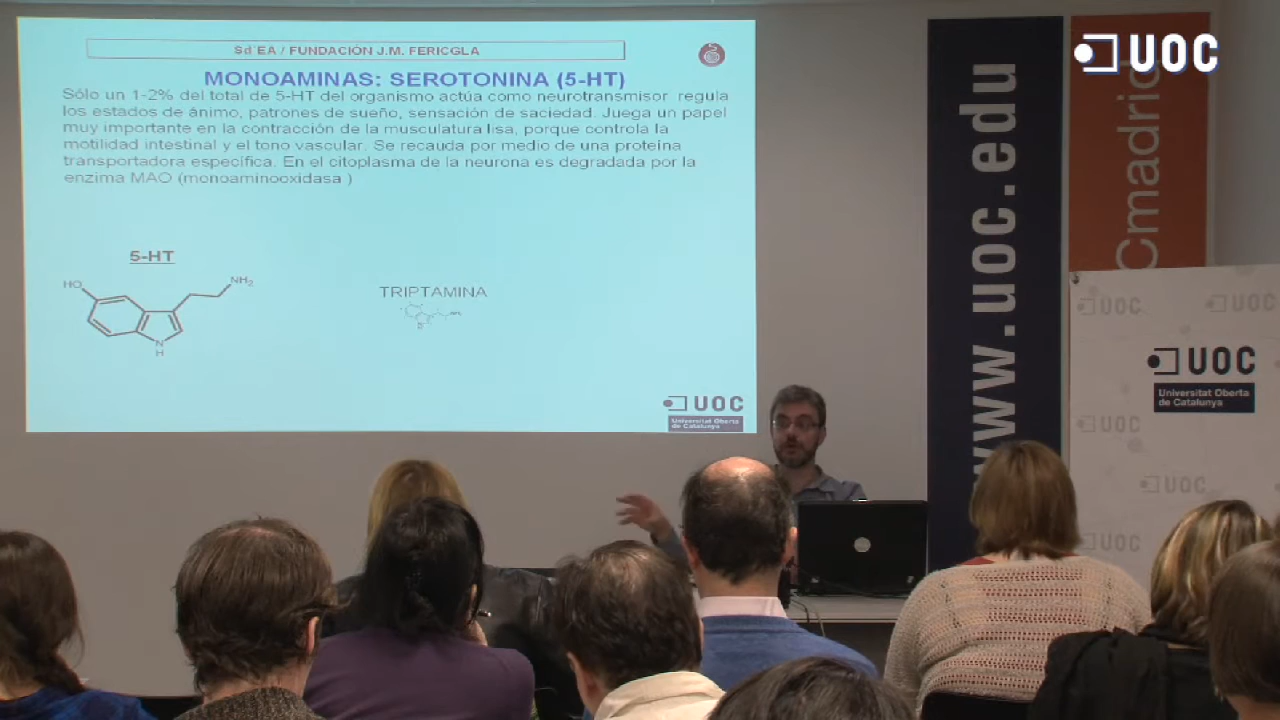 Sd´EA / FUNDACIÓN J.M. FERICGLA
MONOAMINAS: SEROTONINA (5-HT)
Sólo un 1-2% del total de 5-HT del organismo actúa como neurotransmisor regula
los estados de ánimo, patrones de sueño, sensación de saciedad. Juega un papel
muy importante en la contracción de la musculatura lisa, porque controla la
motilidad intestinal y el tono vascular. Se recauda por medio de una proteína
transportadora específica. En el citoplasma de la neurona es degradada por la
enzima MAO (monoaminooxidasa )
5-HT
HO
NH2
N
H
TRIPTAMINA
UOC
Universitat Oberta
de Catalunya
www.uoc.edu
Cmadrid
UOC
UOC
UOC
UOC
Universitat Oberta
de Catalunya
UOC
UOC
UOC